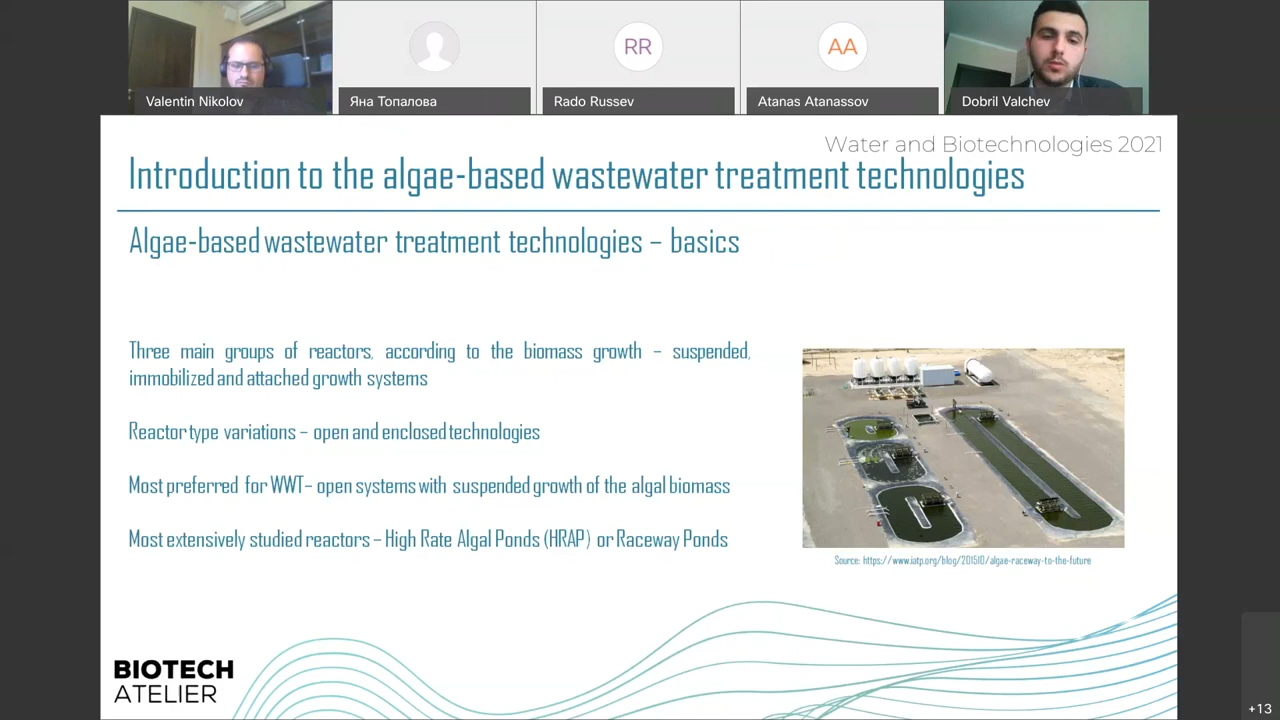 Valentin Nikolov
Яна Топалова
RR
Rado Russev
AA
Atanas Atanassov
Dobril Valchev
Water and Biotechnologies 2021
Introduction to the algae-based wastewater treatment technologies
Algae-based wastewater treatment technologies – basics
Three main groups of reactors, according to the biomass growth – suspended,
immobilized and attached growth systems
Reactor type variations – open and enclosed technologies
Most preferred for WWT– open systems with suspended growth of the algal biomass
Most extensively studied reactors – High Rate Algal Ponds (HRAP) or Raceway Ponds
Source: https://www.iatp.org/blog/201510/algae-raceway-to-the-future
BIOTECH
ATELIER
+13